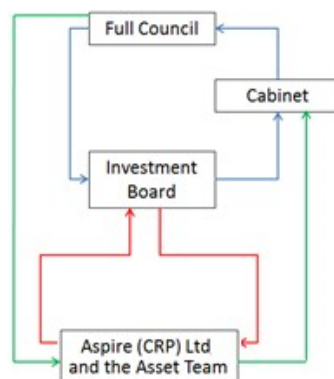 Full Council
Cabinet
Investment
Board
Aspire (CRP) Ltd
and the Asset Team